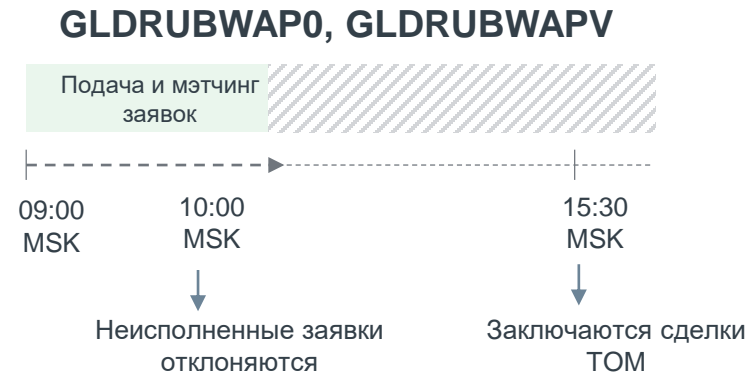 GLDRUBWAP0, GLDRUBWAPV
Подача и мэтчинг
заявок
09:00
MSK
10:00
MSK
15:30
MSK
Неисполненные заявки
отклоняются
Заключаются сделки
TOM